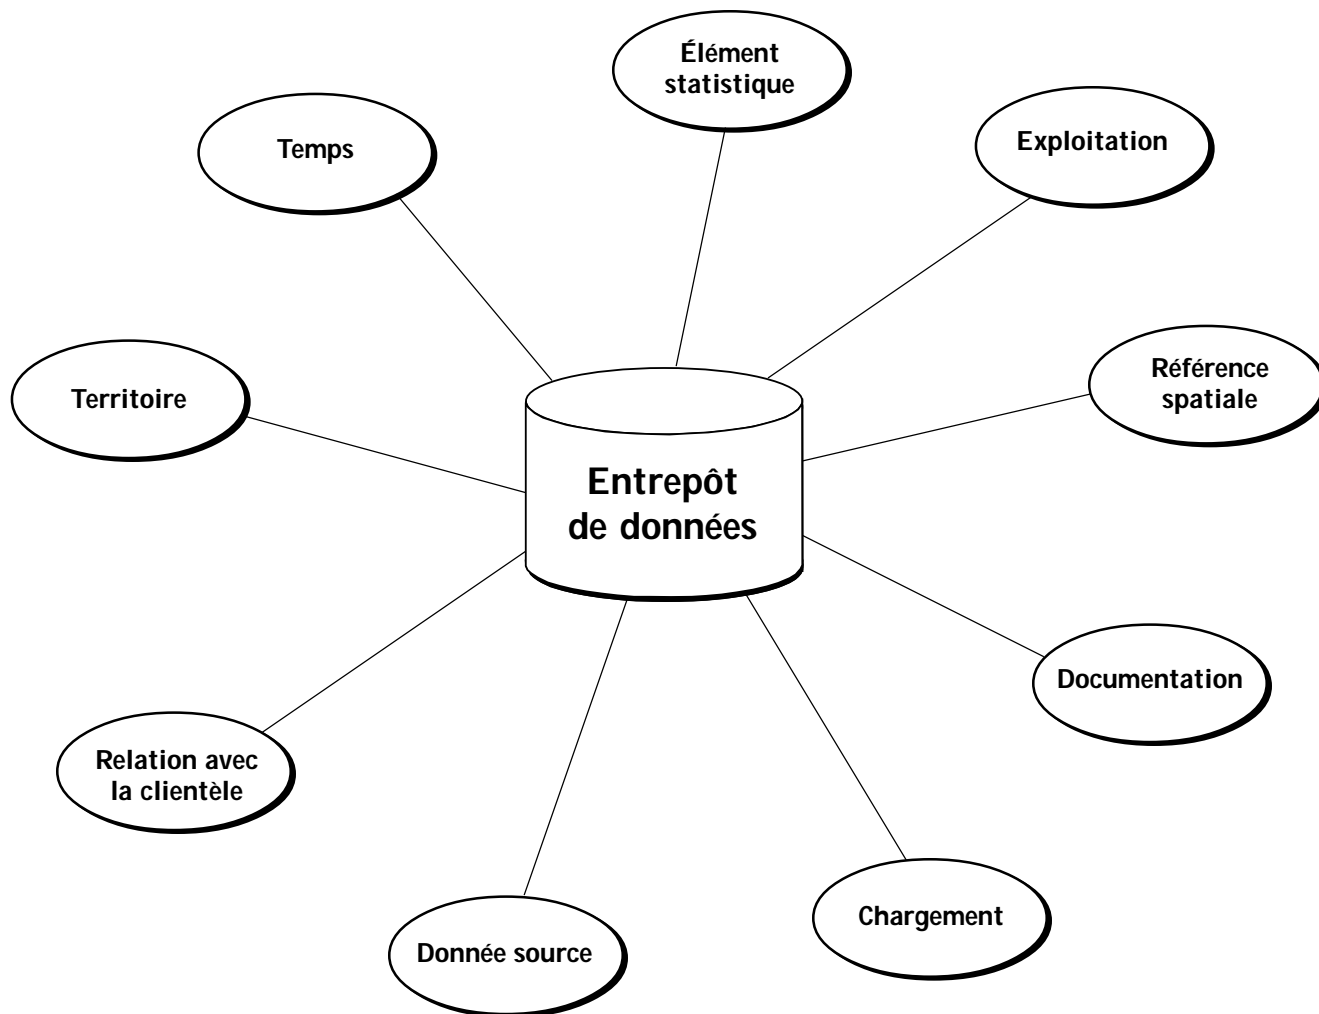 Élément
statistique
Temps
Exploitation
Territoire
Référence
spatiale
Entrepôt
de données
Documentation
Relation avec
la clientèle
Chargement
Donnée source